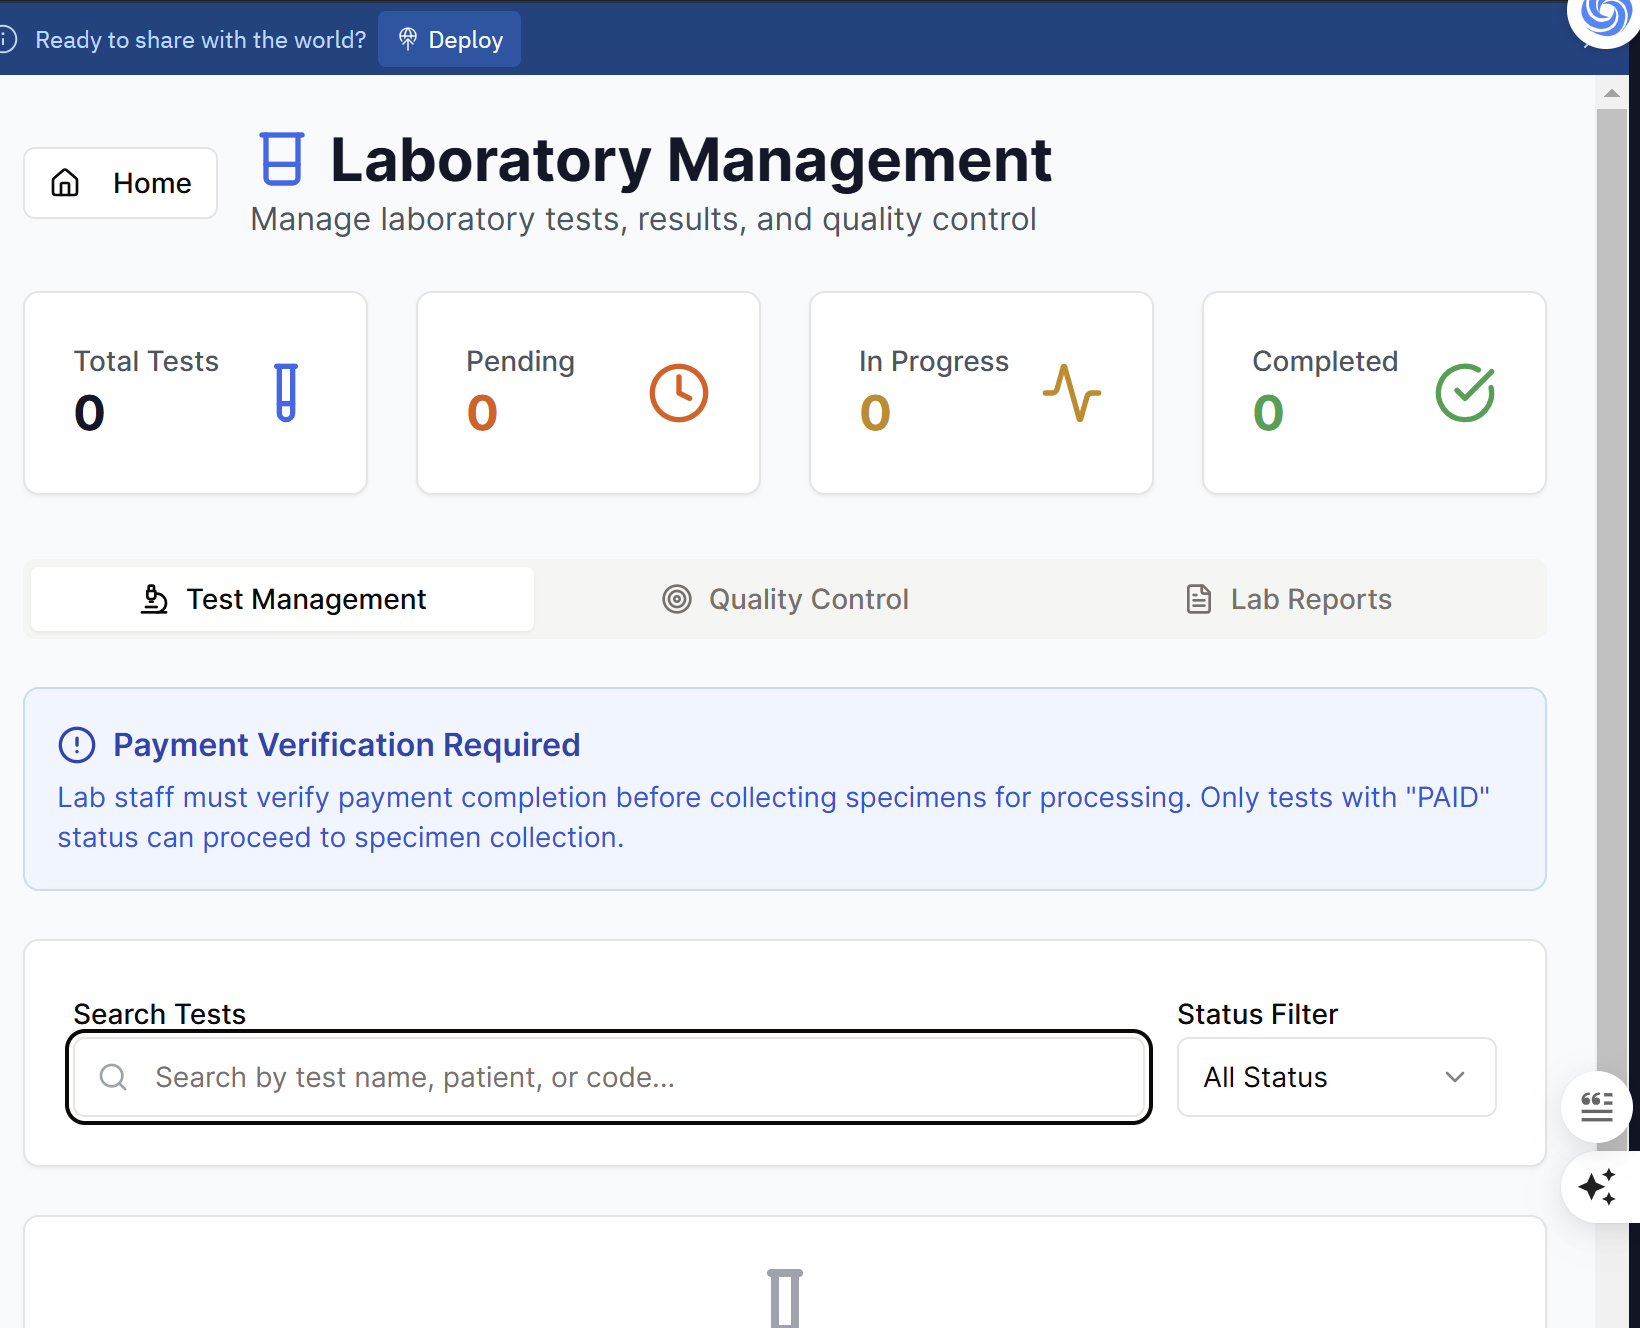 Ready to share with the world? Deploy
Home
Laboratory Management
Manage laboratory tests, results, and quality control
Total Tests
0
Pending
0
In Progress
0
Completed
0
Test Management
Quality Control
Lab Reports
Payment Verification Required
Lab staff must verify payment completion before collecting specimens for processing. Only tests with "PAID"
status can proceed to specimen collection.
Search Tests
Search by test name, patient, or code...
Status Filter
All Status